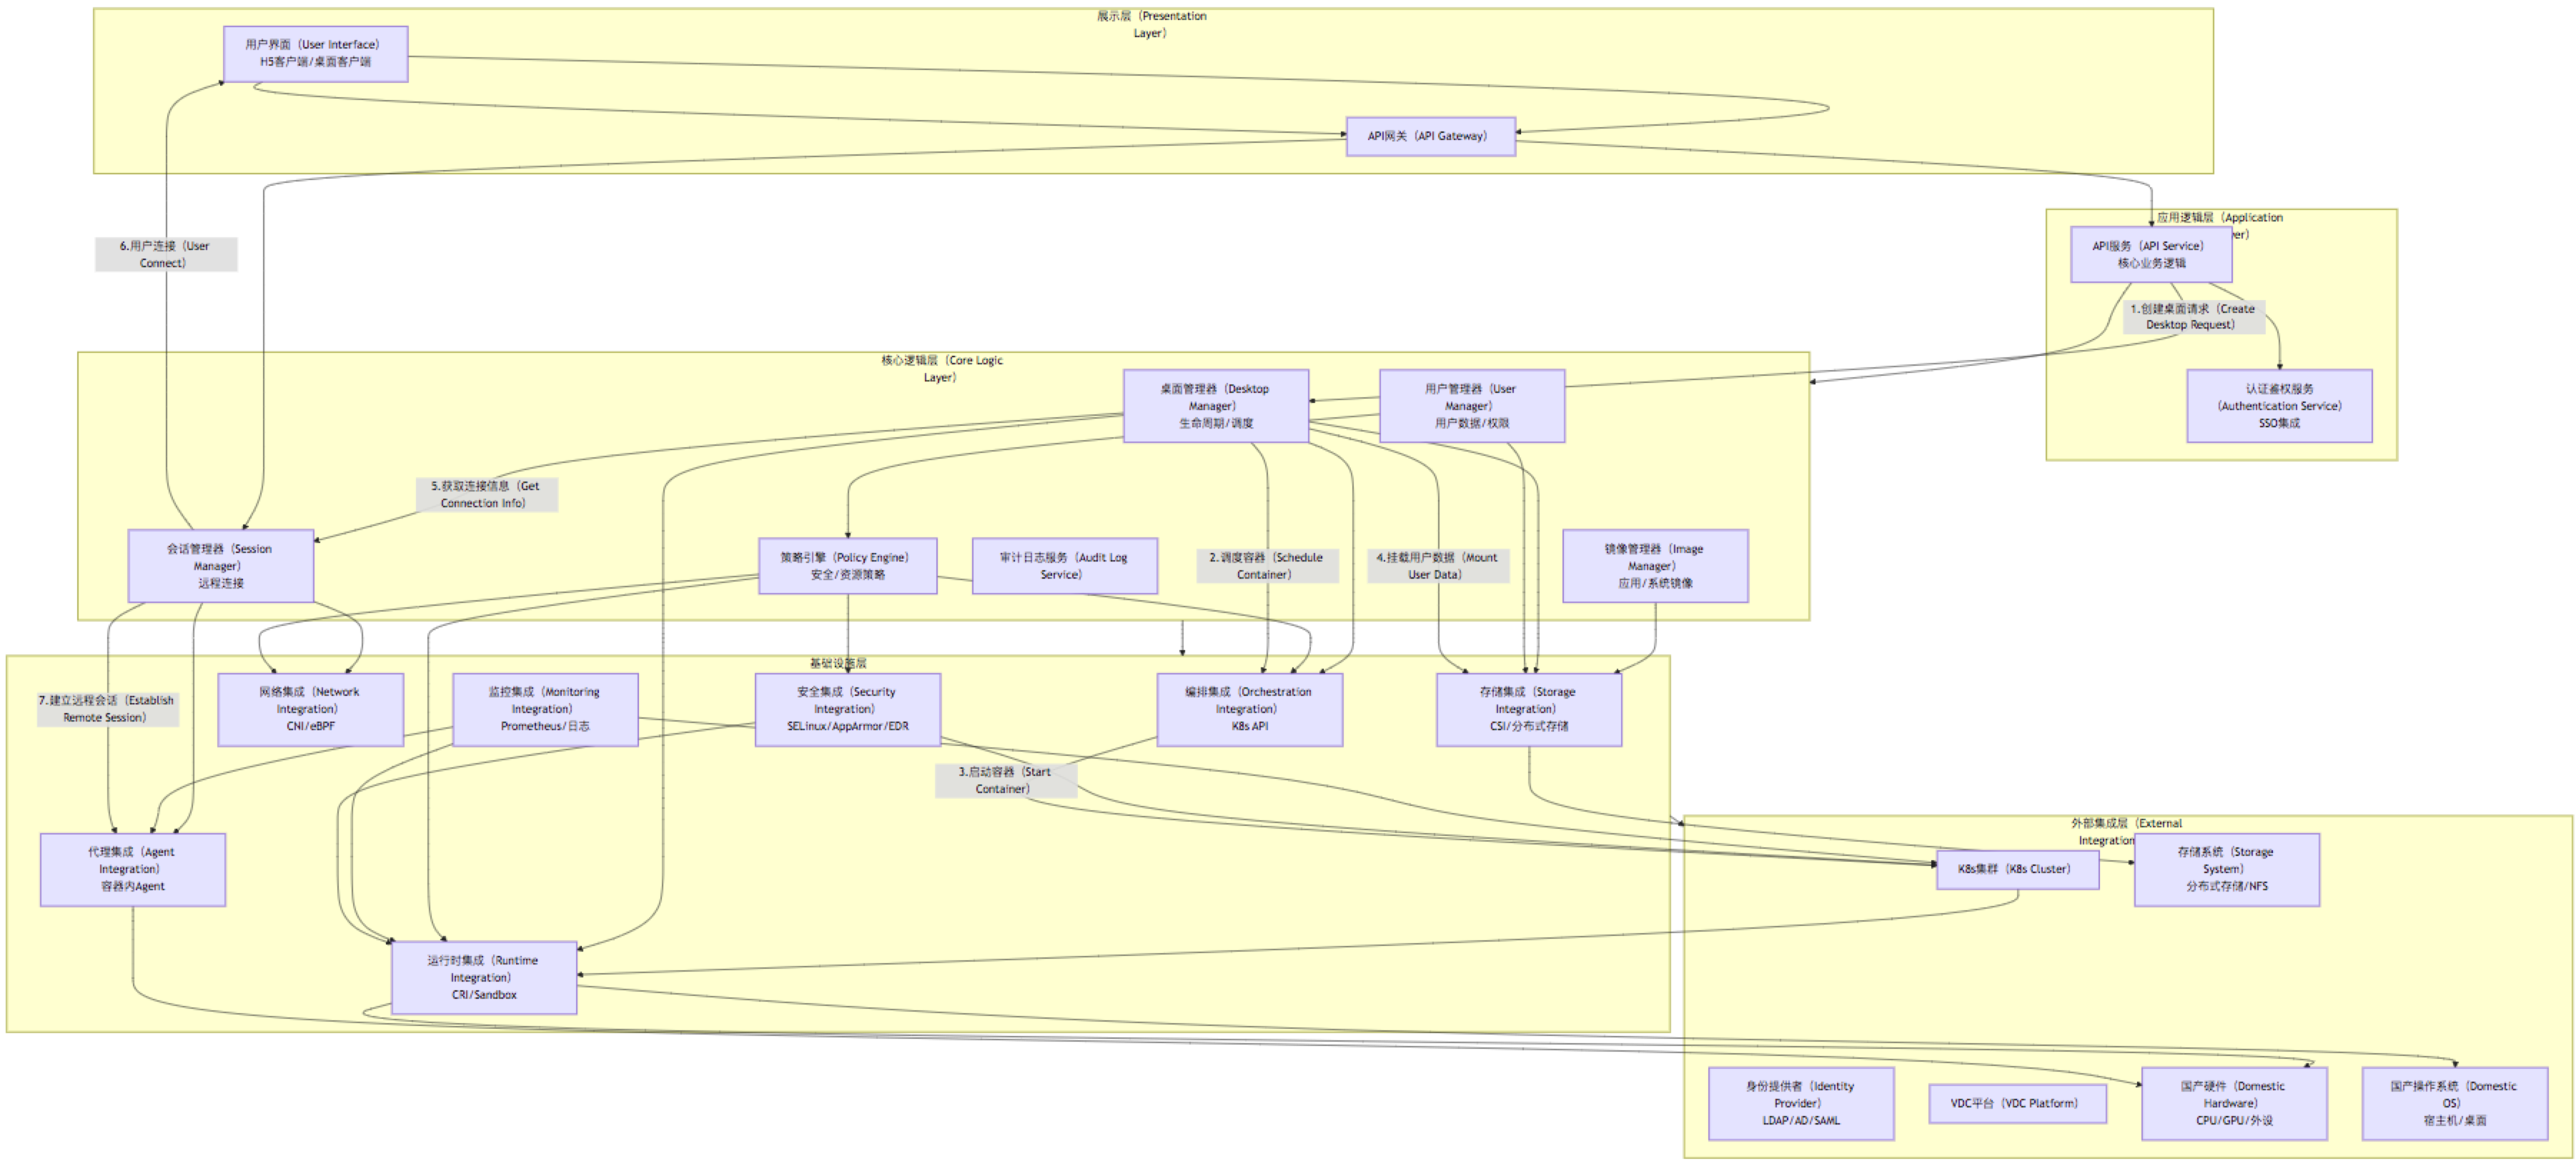 展示层（Presentation
Layer）
用户界面（User Interface）
H5客户端/桌面客户端
API网关（API Gateway）
6.用户连接（User
Connect）
应用逻辑层（Application
er）
API服务（API Service）
核心业务逻辑
1.创建桌面请求（Create
Desktop Request）
认证鉴权服务
（Authentication Service）
SSO集成
核心逻辑层（Core Logic
Layer）
桌面管理器（Desktop
Manager）
生命周期/调度
用户管理器（User
Manager）
用户数据/权限
5.获取连接信息（Get
Connection Info）
会话管理器（Session
Manager）
远程连接
策略引擎（Policy Engine）
安全/资源策略
审计日志服务（Audit Log
Service）
2.调度容器（Schedule
Container）
4.挂载用户数据（Mount
User Data）
镜像管理器（Image
Manager）
应用/系统镜像
基础设施层
7.建立远程会话（Establish
Remote Session）
网络集成（Network
Integration）
CNI/eBPF
监控集成（Monitoring
Integration）
Prometheus/日志
安全集成（Security
Integration）
SELinux/AppArmor/EDR
编排集成（Orchestration
Integration）
K8s API
存储集成（Storage
Integration）
CSI/分布式存储
3.启动容器（Start
Container）
代理集成（Agent
Integration）
容器内Agent
运行时集成（Runtime
Integration）
CRI/Sandbox
外部集成层（External
Integration
K8s集群（K8s Cluster）
存储系统（Storage
System）
分布式存储/NFS
身份提供者（Identity
Provider）
LDAP/AD/SAML
VDC平台（VDC Platform）
国产硬件（Domestic
Hardware）
CPU/GPU/外设
国产操作系统（Domestic
OS）
宿主机/桌面